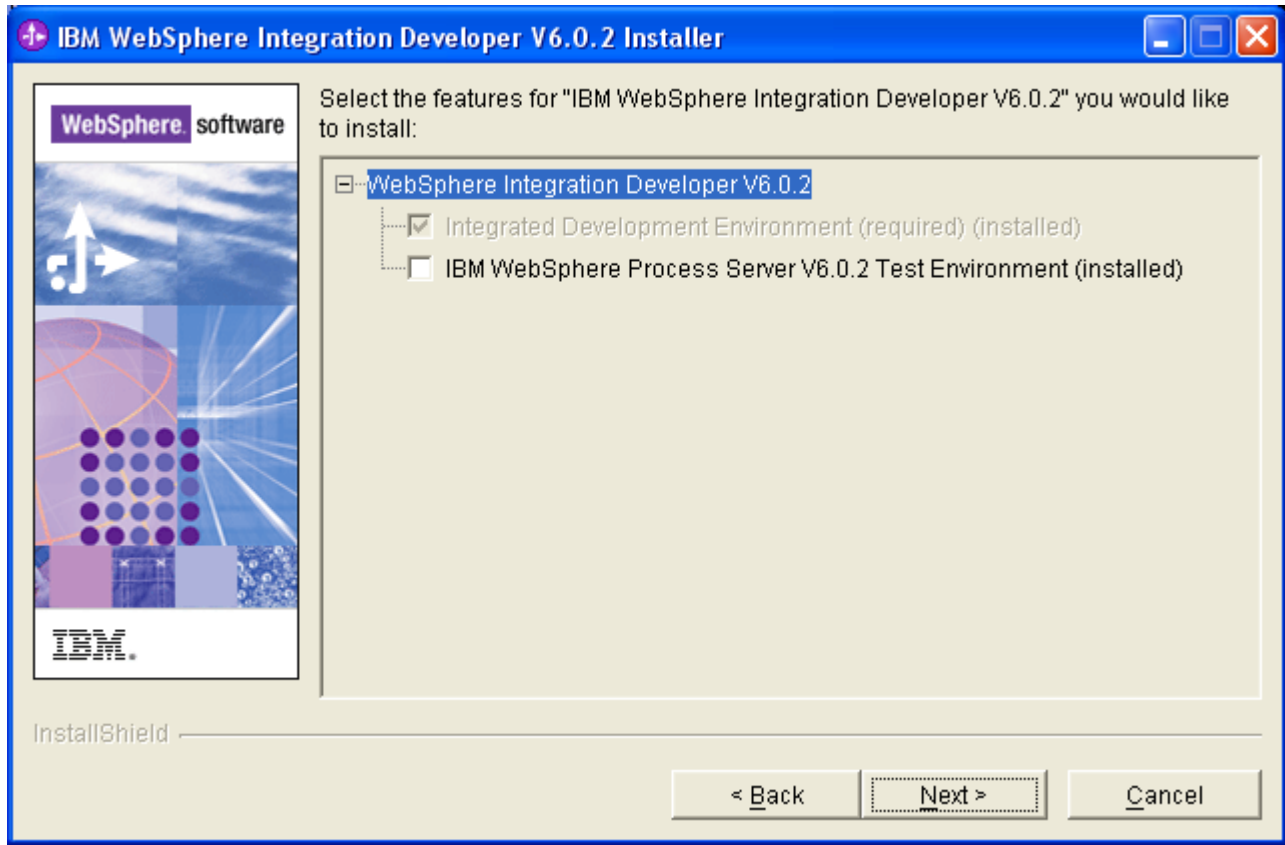 IBM WebSphere Integration Developer V6.0.2 Installer
WebSphere. software
Select the features for "IBM WebSphere Integration Developer V6.0.2" you would like
to install:
WebSphere Integration Developer V6.0.2
Integrated Development Environment (required) (installed)
IBM WebSphere Process Server V6.0.2 Test Environment (installed)
IBM.
InstallShield
< Back
Next >
Cancel